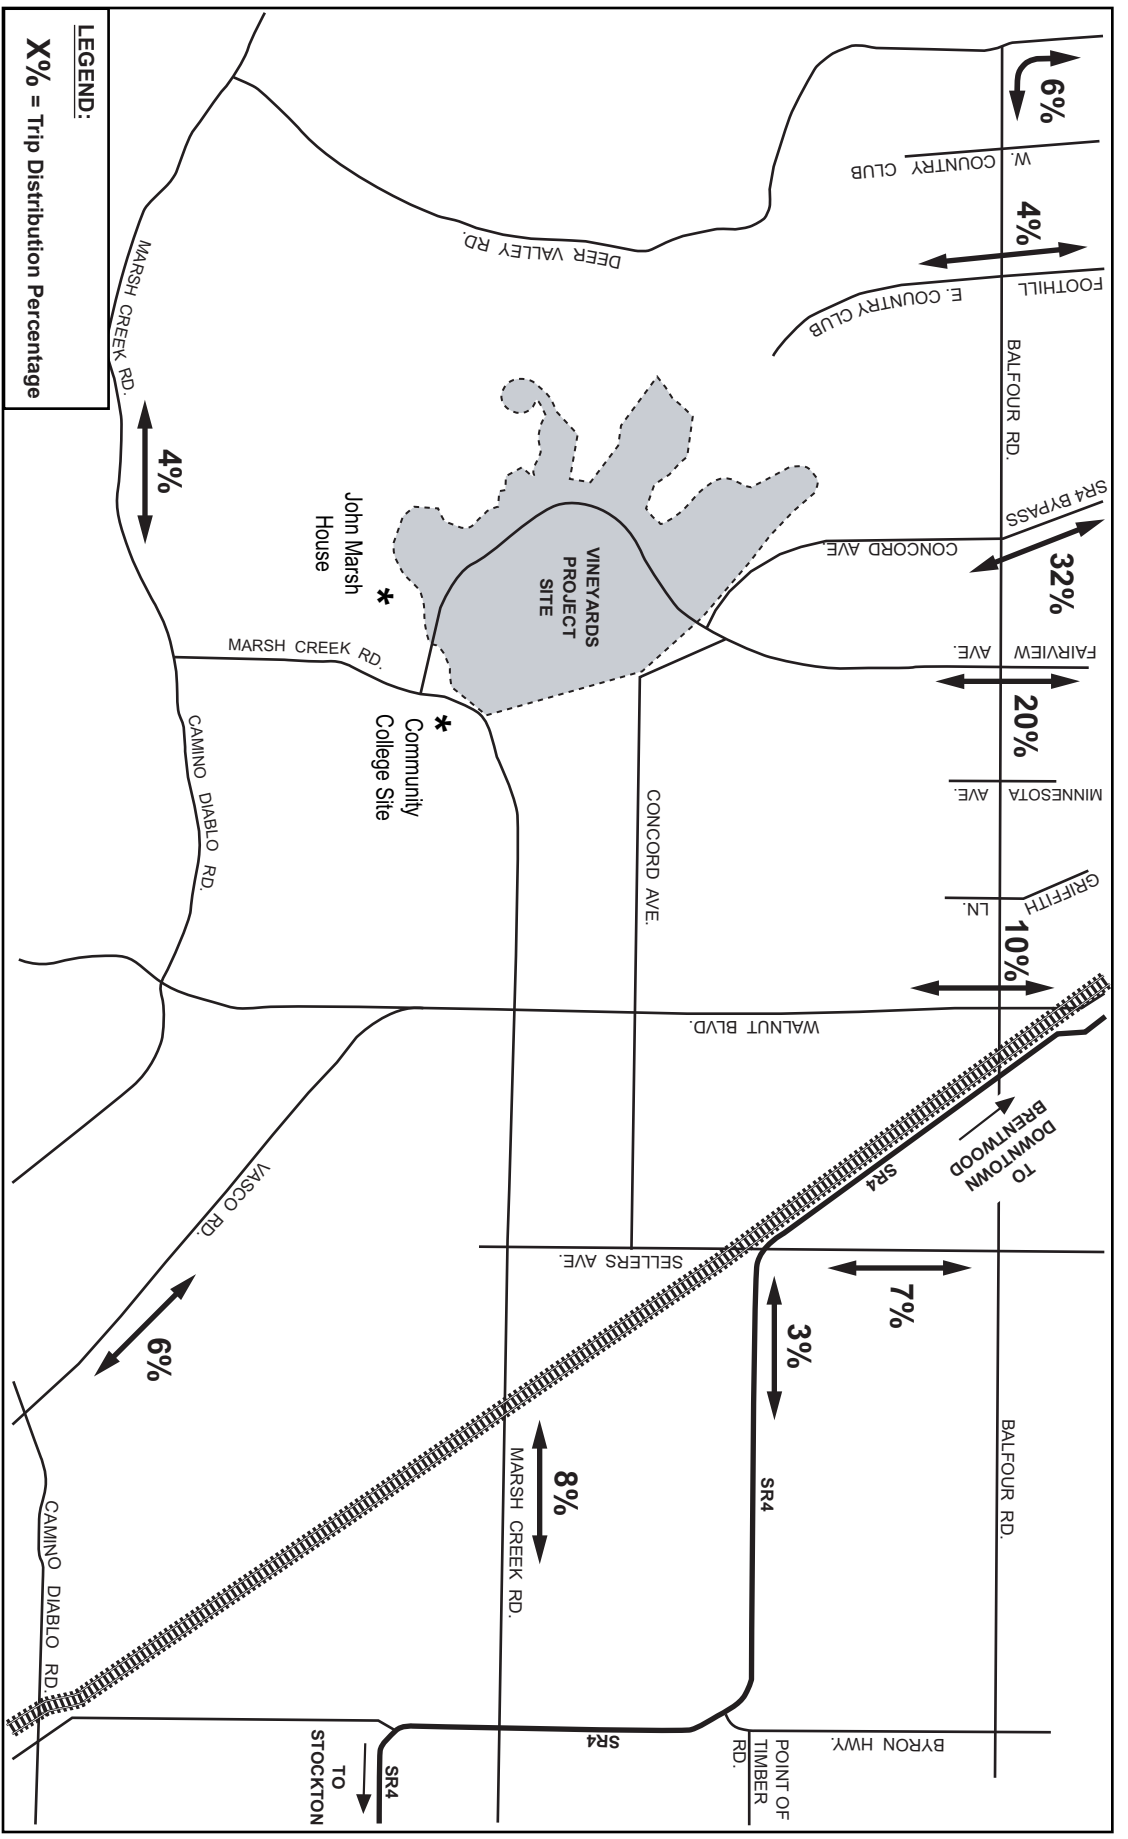 6%
W. COUNTRY CLUB
4%
FOOTHILL
E. COUNTRY CLUB
BALFOUR RD.
SR4 BYPASS
32%
CONCORD AVE.
FAIRVIEW AVE.
20%
MINNESOTA AVE.
GRIFFITH LN.
10%
TO
DOWNTOWN
BRENTWOOD
SR4
7%
3%
BALFOUR RD.
SR4
BYRON HWY.
POINT OF
TIMBER
RD.
DEER VALLEY RD.
VINEYARDS
PROJECT
SITE
CONCORD AVE.
WALNUT BLVD.
SELLERS AVE.
8%
MARSH CREEK RD.
SR4
John Marsh
House
*
MARSH CREEK RD.
*
Community
College Site
MARSH CREEK RD.
4%
CAMINO DIABLO RD.
VASCO RD.
6%
CAMINO DIABLO RD.
SR4
TO
STOCKTON
LEGEND:
X% = Trip Distribution Percentage